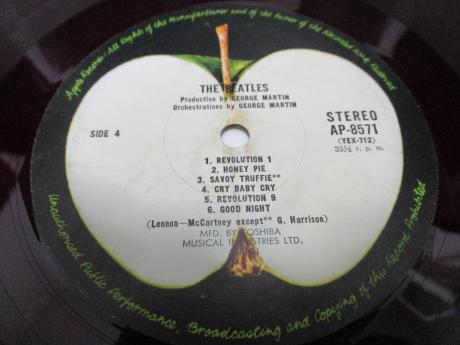 Apple Records · All Rights of the Manufacturer and of the Owner of the Recorded Work Reserved
THE BEATLES
Production by GEORGE MARTIN
Orchestrations by GEORGE MARTIN
SIDE 4
STEREO
AP-8571
(YEX-712)
33⅓ r. p. m.
1. REVOLUTION 1
2. HONEY PIE
3. SAVOY TRUFFIE**
4. CRY BABY CRY
5. REVOLUTION 9
6. GOOD NIGHT
(Lennon—McCartney except** G. Harrison)
MFD. BY TOSHIBA
MUSICAL INDUSTRIES LTD.
Unauthorised Public Performance, Broadcasting and Copying of this Record Prohibited